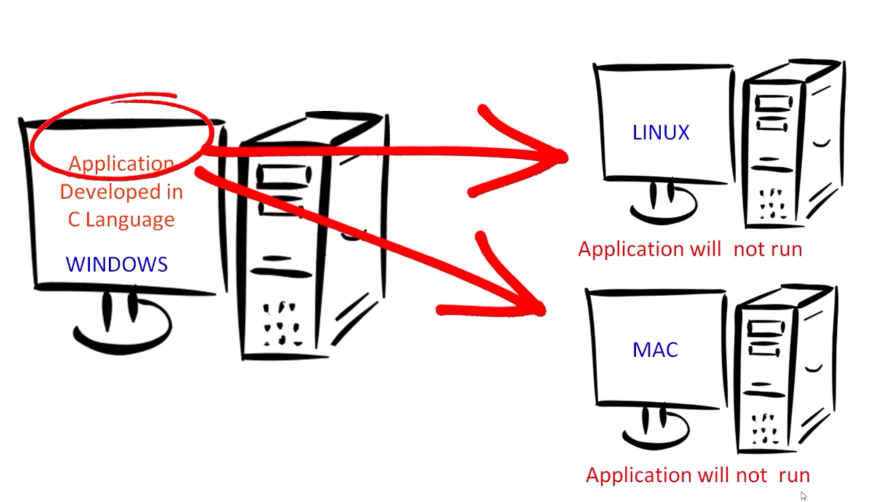 Application
Developed in
C Language
WINDOWS
LINUX
Application will not run
MAC
Application will not run